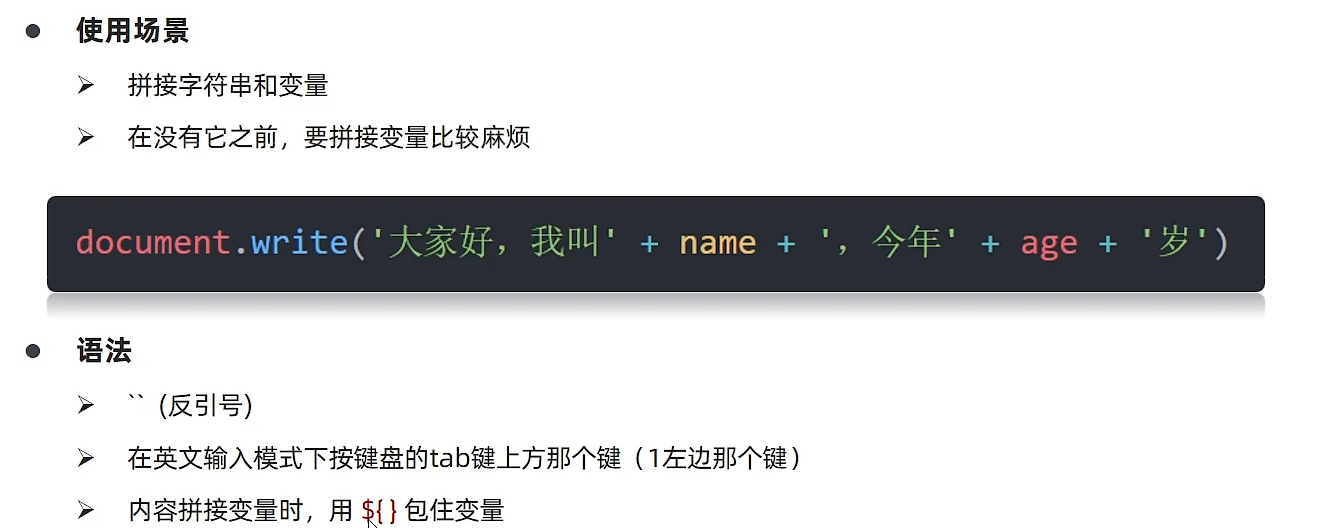 使用场景
拼接字符串和变量
在没有它之前，要拼接变量比较麻烦
document.write('大家好，我叫' + name + '，今年' + age + '岁')
语法
`` (反引号)
在英文输入模式下按键盘的tab键上方那个键（1左边那个键）
内容拼接变量时，用 ${} 包住变量